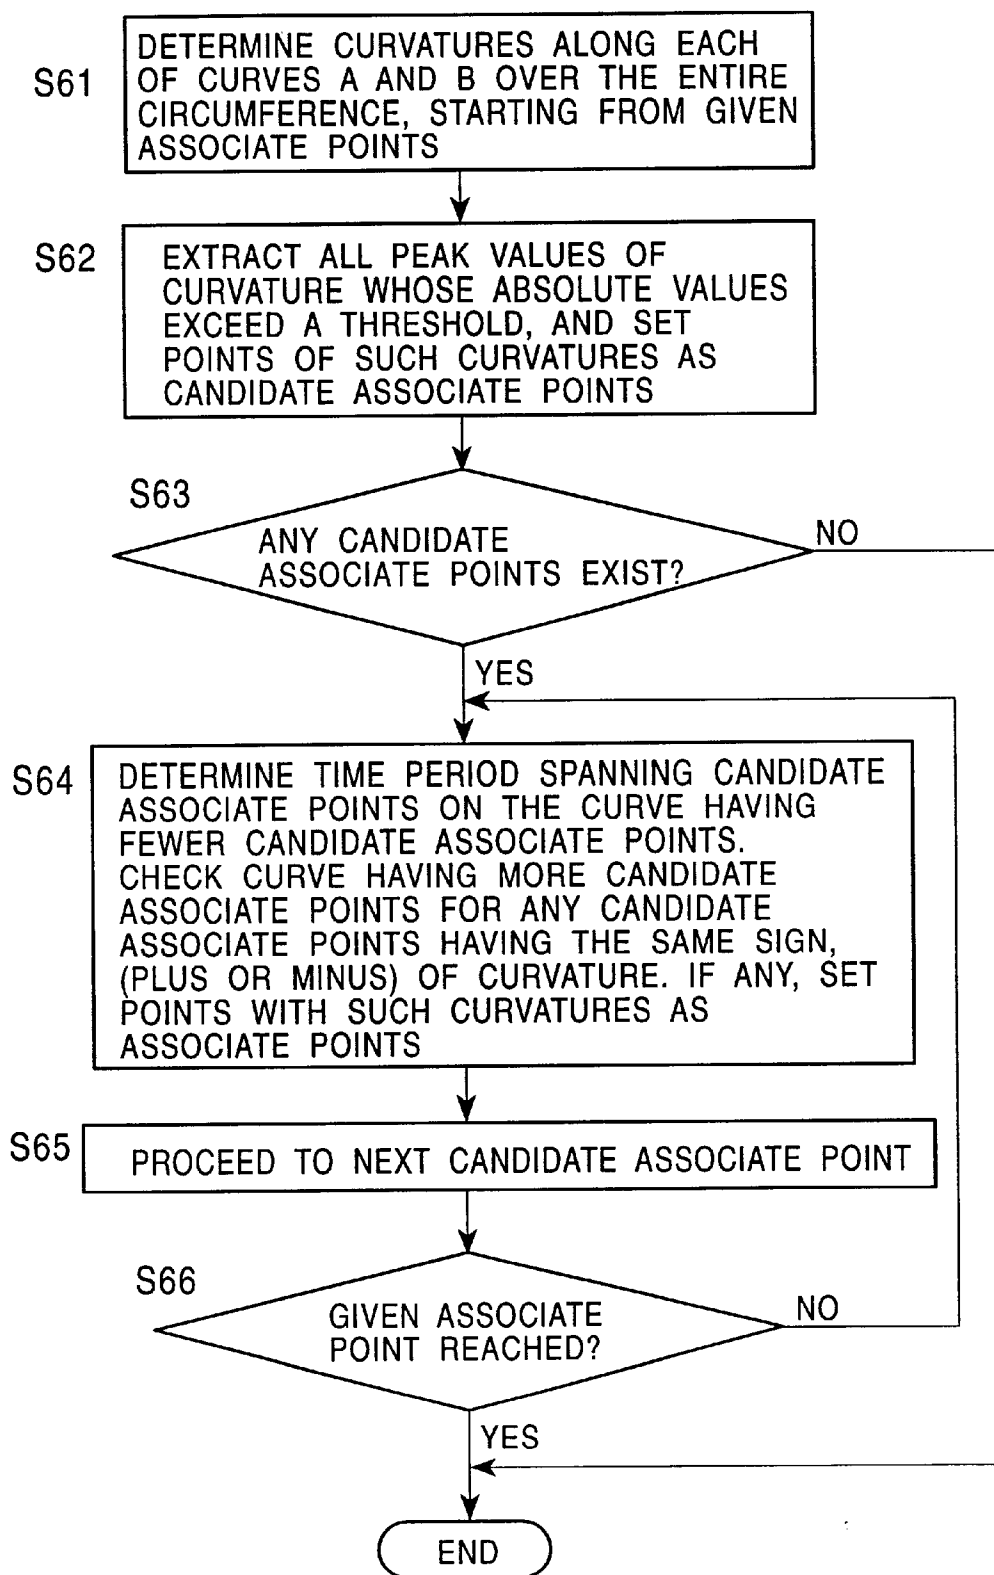 S61
DETERMINE CURVATURES ALONG EACH
OF CURVES A AND B OVER THE ENTIRE
CIRCUMFERENCE, STARTING FROM GIVEN
ASSOCIATE POINTS
S62
EXTRACT ALL PEAK VALUES OF
CURVATURE WHOSE ABSOLUTE VALUES
EXCEED A THRESHOLD, AND SET
POINTS OF SUCH CURVATURES AS
CANDIDATE ASSOCIATE POINTS
S63
ANY CANDIDATE
ASSOCIATE POINTS EXIST?
NO
YES
S64
DETERMINE TIME PERIOD SPANNING CANDIDATE
ASSOCIATE POINTS ON THE CURVE HAVING
FEWER CANDIDATE ASSOCIATE POINTS.
CHECK CURVE HAVING MORE CANDIDATE
ASSOCIATE POINTS FOR ANY CANDIDATE
ASSOCIATE POINTS HAVING THE SAME SIGN,
(PLUS OR MINUS) OF CURVATURE. IF ANY, SET
POINTS WITH SUCH CURVATURES AS
ASSOCIATE POINTS
S65
PROCEED TO NEXT CANDIDATE ASSOCIATE POINT
S66
GIVEN ASSOCIATE
POINT REACHED?
NO
YES
END